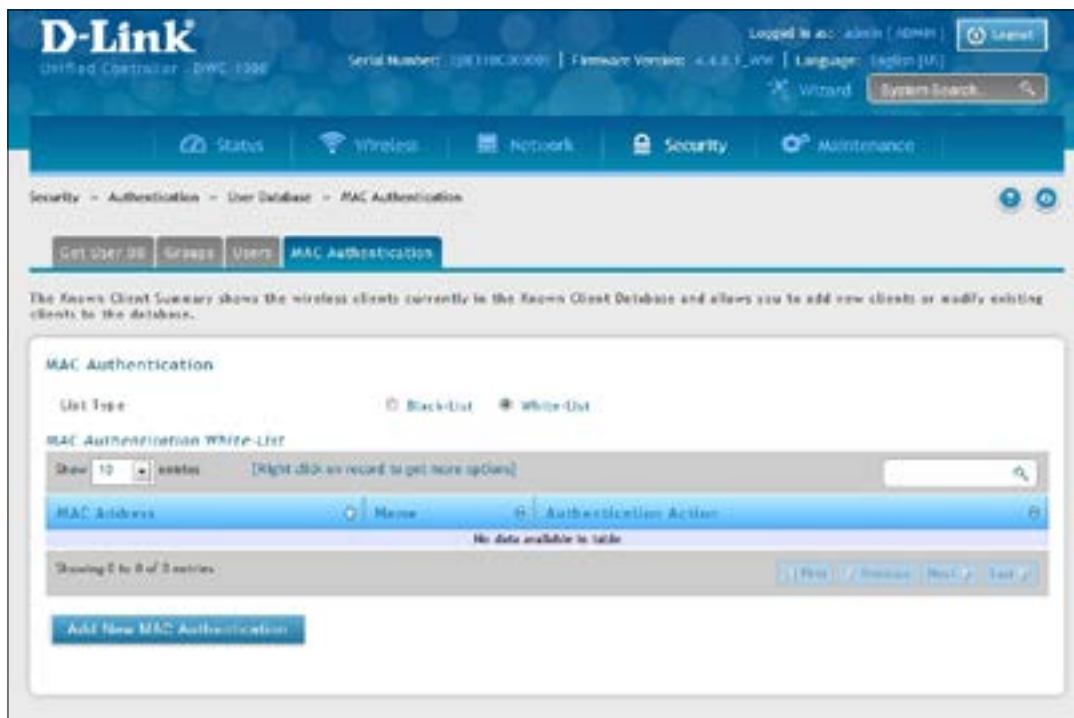 D-Link
Logged in as: admin [ ADMIN ]
Logout
Unified Controller - DWC-1000
Serial Number: | Firmware Version: | Language: English [US]
Wizard
System Search...
Status
Wireless
Network
Security
Maintenance
Security » Authentication » User Database » MAC Authentication
Get User DB
Groups
Users
MAC Authentication
The Known Client Summary shows the wireless clients currently in the Known Client Database and allows you to add new clients or modify existing
clients to the database.
MAC Authentication
List Type
Black-List
White-List
MAC Authentication White-List
Show 10 entries
[Right click on record to get more options]
MAC Address
Name
Authentication Action
No data available in table
Showing 0 to 0 of 0 entries
First
Previous
Next
Last
Add New MAC Authentication